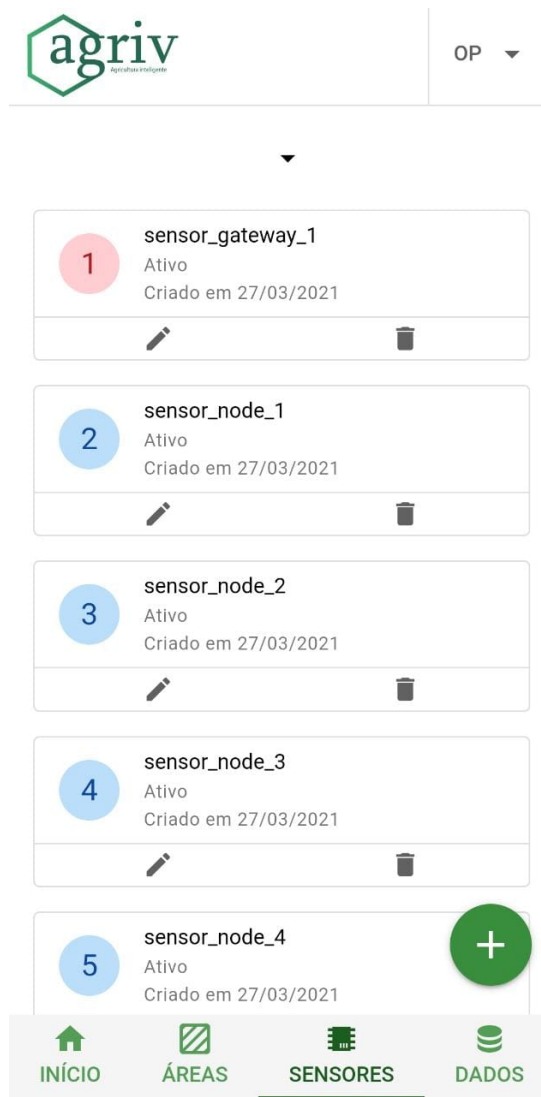 agriv
Agricultura Inteligente
OP
1
sensor_gateway_1
Ativo
Criado em 27/03/2021
2
sensor_node_1
Ativo
Criado em 27/03/2021
3
sensor_node_2
Ativo
Criado em 27/03/2021
4
sensor_node_3
Ativo
Criado em 27/03/2021
5
sensor_node_4
Ativo
Criado em 27/03/2021
INÍCIO
ÁREAS
SENSORES
DADOS